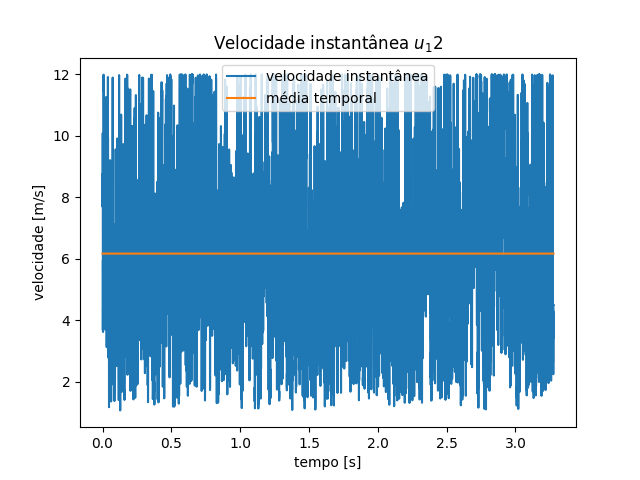 Velocidade instantânea u₁2
velocidade instantânea
média temporal
velocidade [m/s]
12
10
8
6
4
2
0.0 0.5 1.0 1.5 2.0 2.5 3.0
tempo [s]